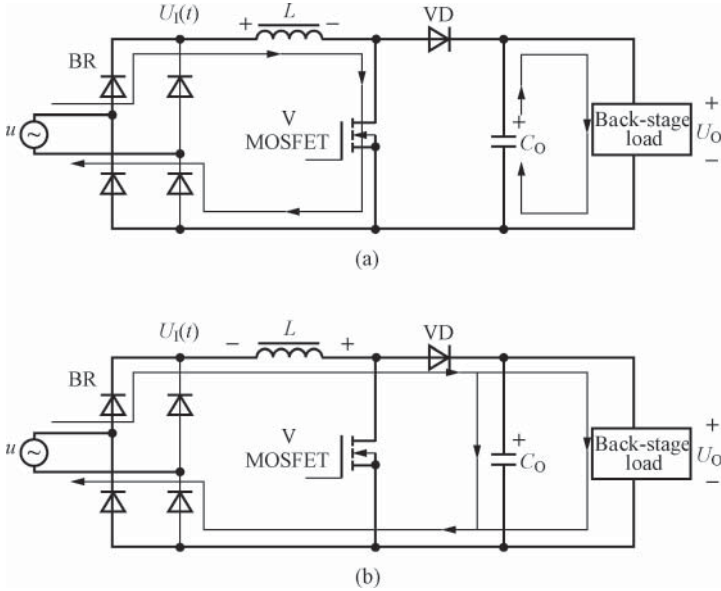 U_I(t)
L
+ −
VD
BR
V
MOSFET
+
C_O
Back-stage
load
+
U_O
−
u
~
(a)
U_I(t)
L
− +
VD
BR
V
MOSFET
+
C_O
Back-stage
load
+
U_O
−
u
~
(b)